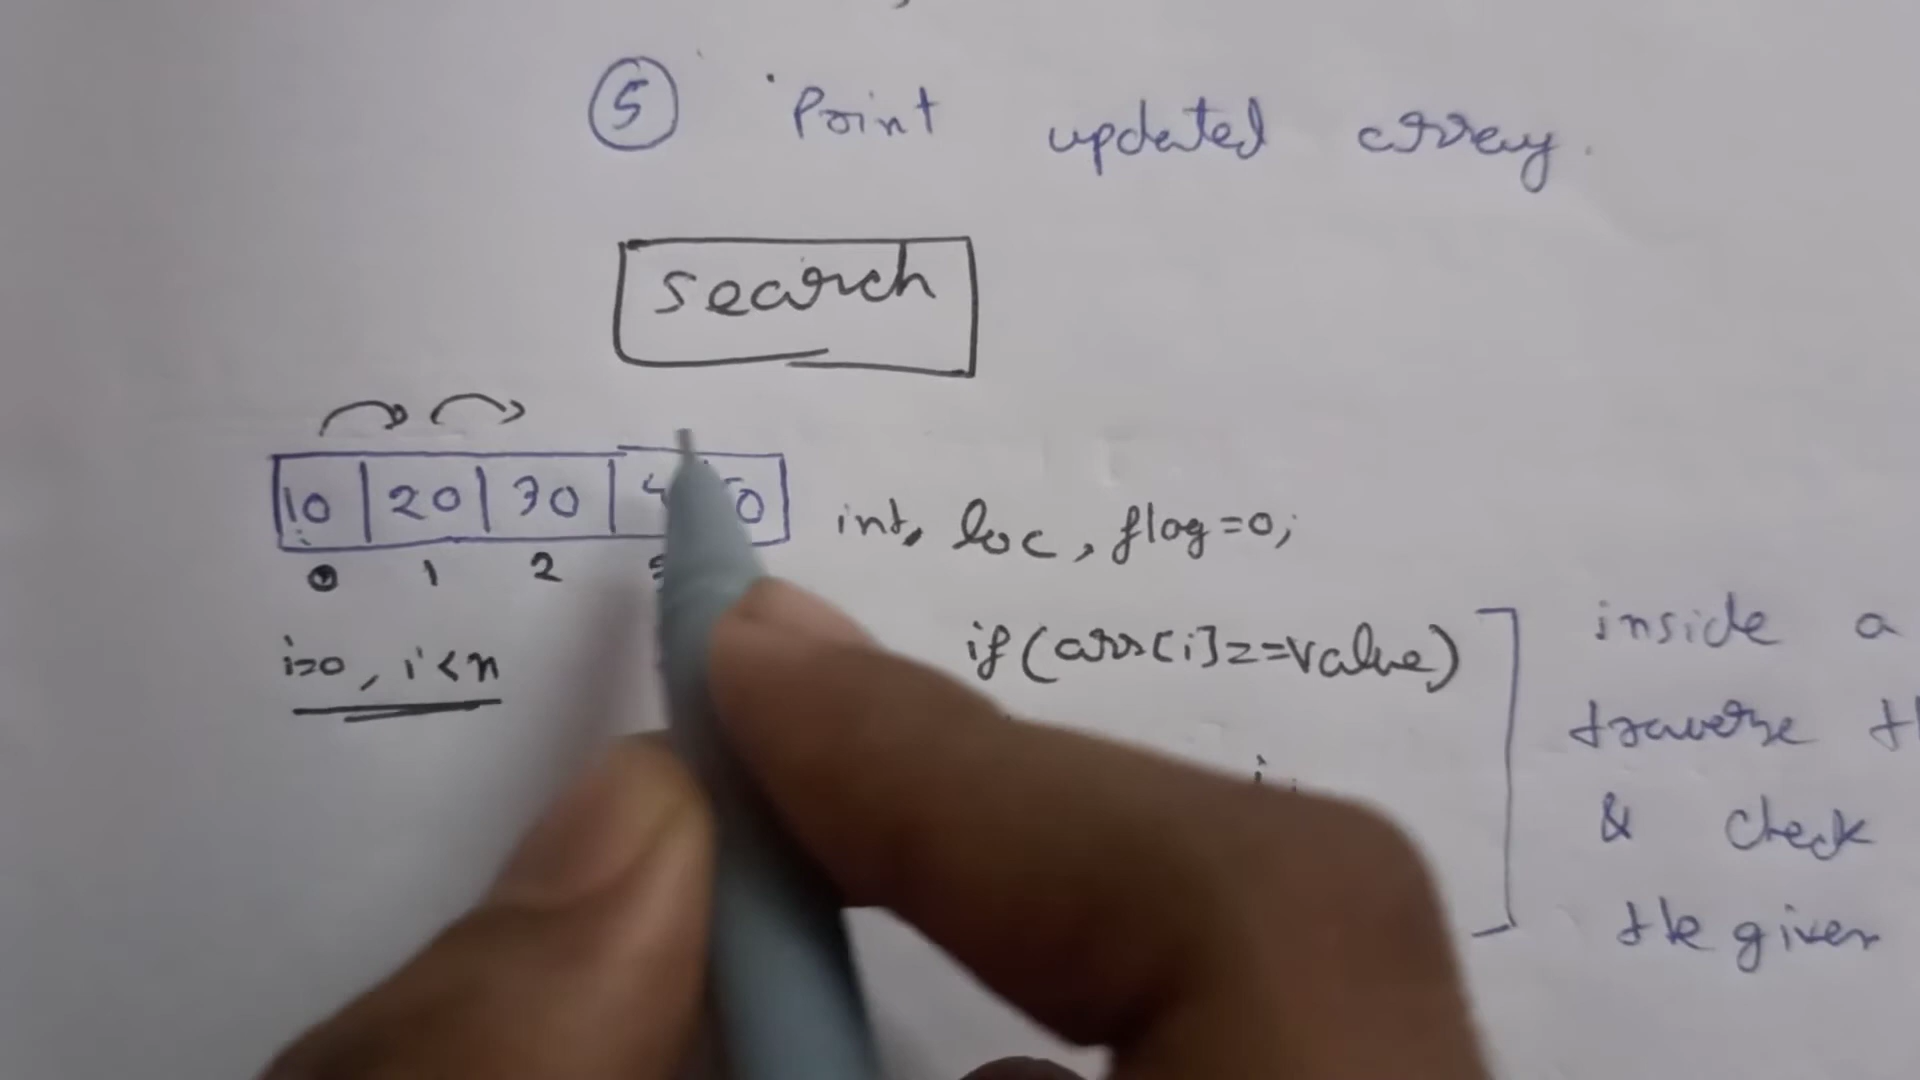 5 Print updated array.
search
10 20 30
0 1 2
int, loc, flag=0;
i=0, i<n
if(arr[i]==value)
inside a
traverse
& check
the given